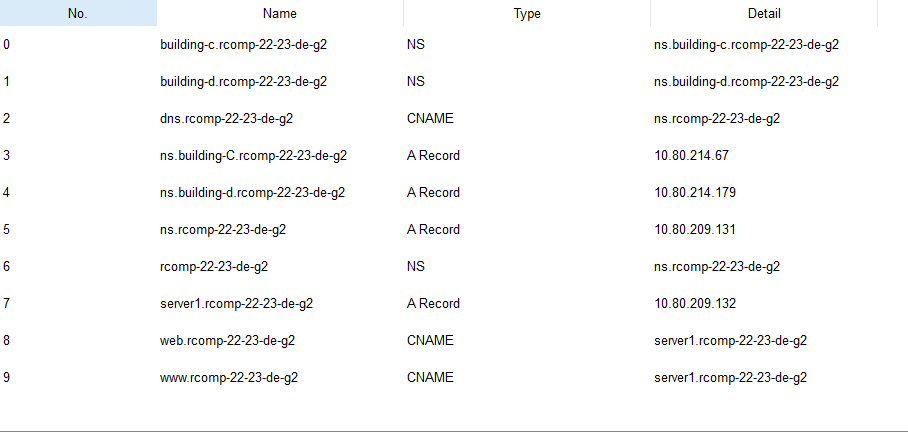 No. Name Type Detail
0 building-c.rcomp-22-23-de-g2 NS ns.building-c.rcomp-22-23-de-g2
1 building-d.rcomp-22-23-de-g2 NS ns.building-d.rcomp-22-23-de-g2
2 dns.rcomp-22-23-de-g2 CNAME ns.rcomp-22-23-de-g2
3 ns.building-C.rcomp-22-23-de-g2 A Record 10.80.214.67
4 ns.building-d.rcomp-22-23-de-g2 A Record 10.80.214.179
5 ns.rcomp-22-23-de-g2 A Record 10.80.209.131
6 rcomp-22-23-de-g2 NS ns.rcomp-22-23-de-g2
7 server1.rcomp-22-23-de-g2 A Record 10.80.209.132
8 web.rcomp-22-23-de-g2 CNAME server1.rcomp-22-23-de-g2
9 www.rcomp-22-23-de-g2 CNAME server1.rcomp-22-23-de-g2